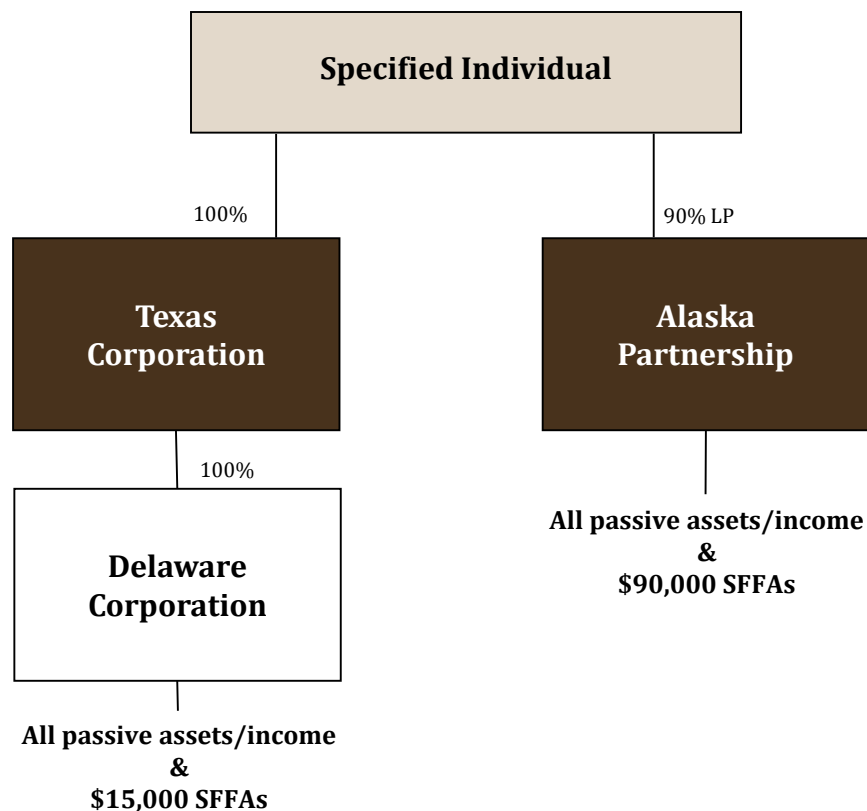 Specified Individual
100%
90% LP
Texas
Corporation
Alaska
Partnership
100%
Delaware
Corporation
All passive assets/income
&
$90,000 SFFAs
All passive assets/income
&
$15,000 SFFAs